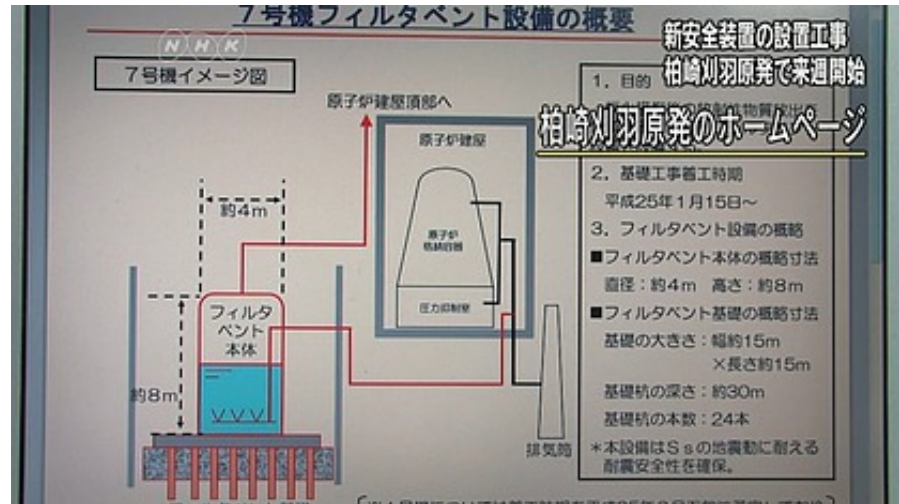 7号機フィルタベント設備の概要
NHK
新安全装置の設置工事
柏崎刈羽原発で来週開始
柏崎刈羽原発のホームページ
7号機イメージ図
原子炉建屋頂部へ
原子炉建屋
原子炉
格納容器
圧力抑制室
約4m
フィルタ
ベント
本体
約8m
排気筒
1. 目的
2. 基礎工事着工時期
平成25年1月15日～
3. フィルタベント設備の概略
■フィルタベント本体の概略寸法
直径：約4m 高さ：約8m
■フィルタベント基礎の概略寸法
基礎の大きさ：幅約15m
×長さ約15m
基礎杭の深さ：約30m
基礎杭の本数：24本
＊本設備はSsの地震動に耐える
耐震安全性を確保。